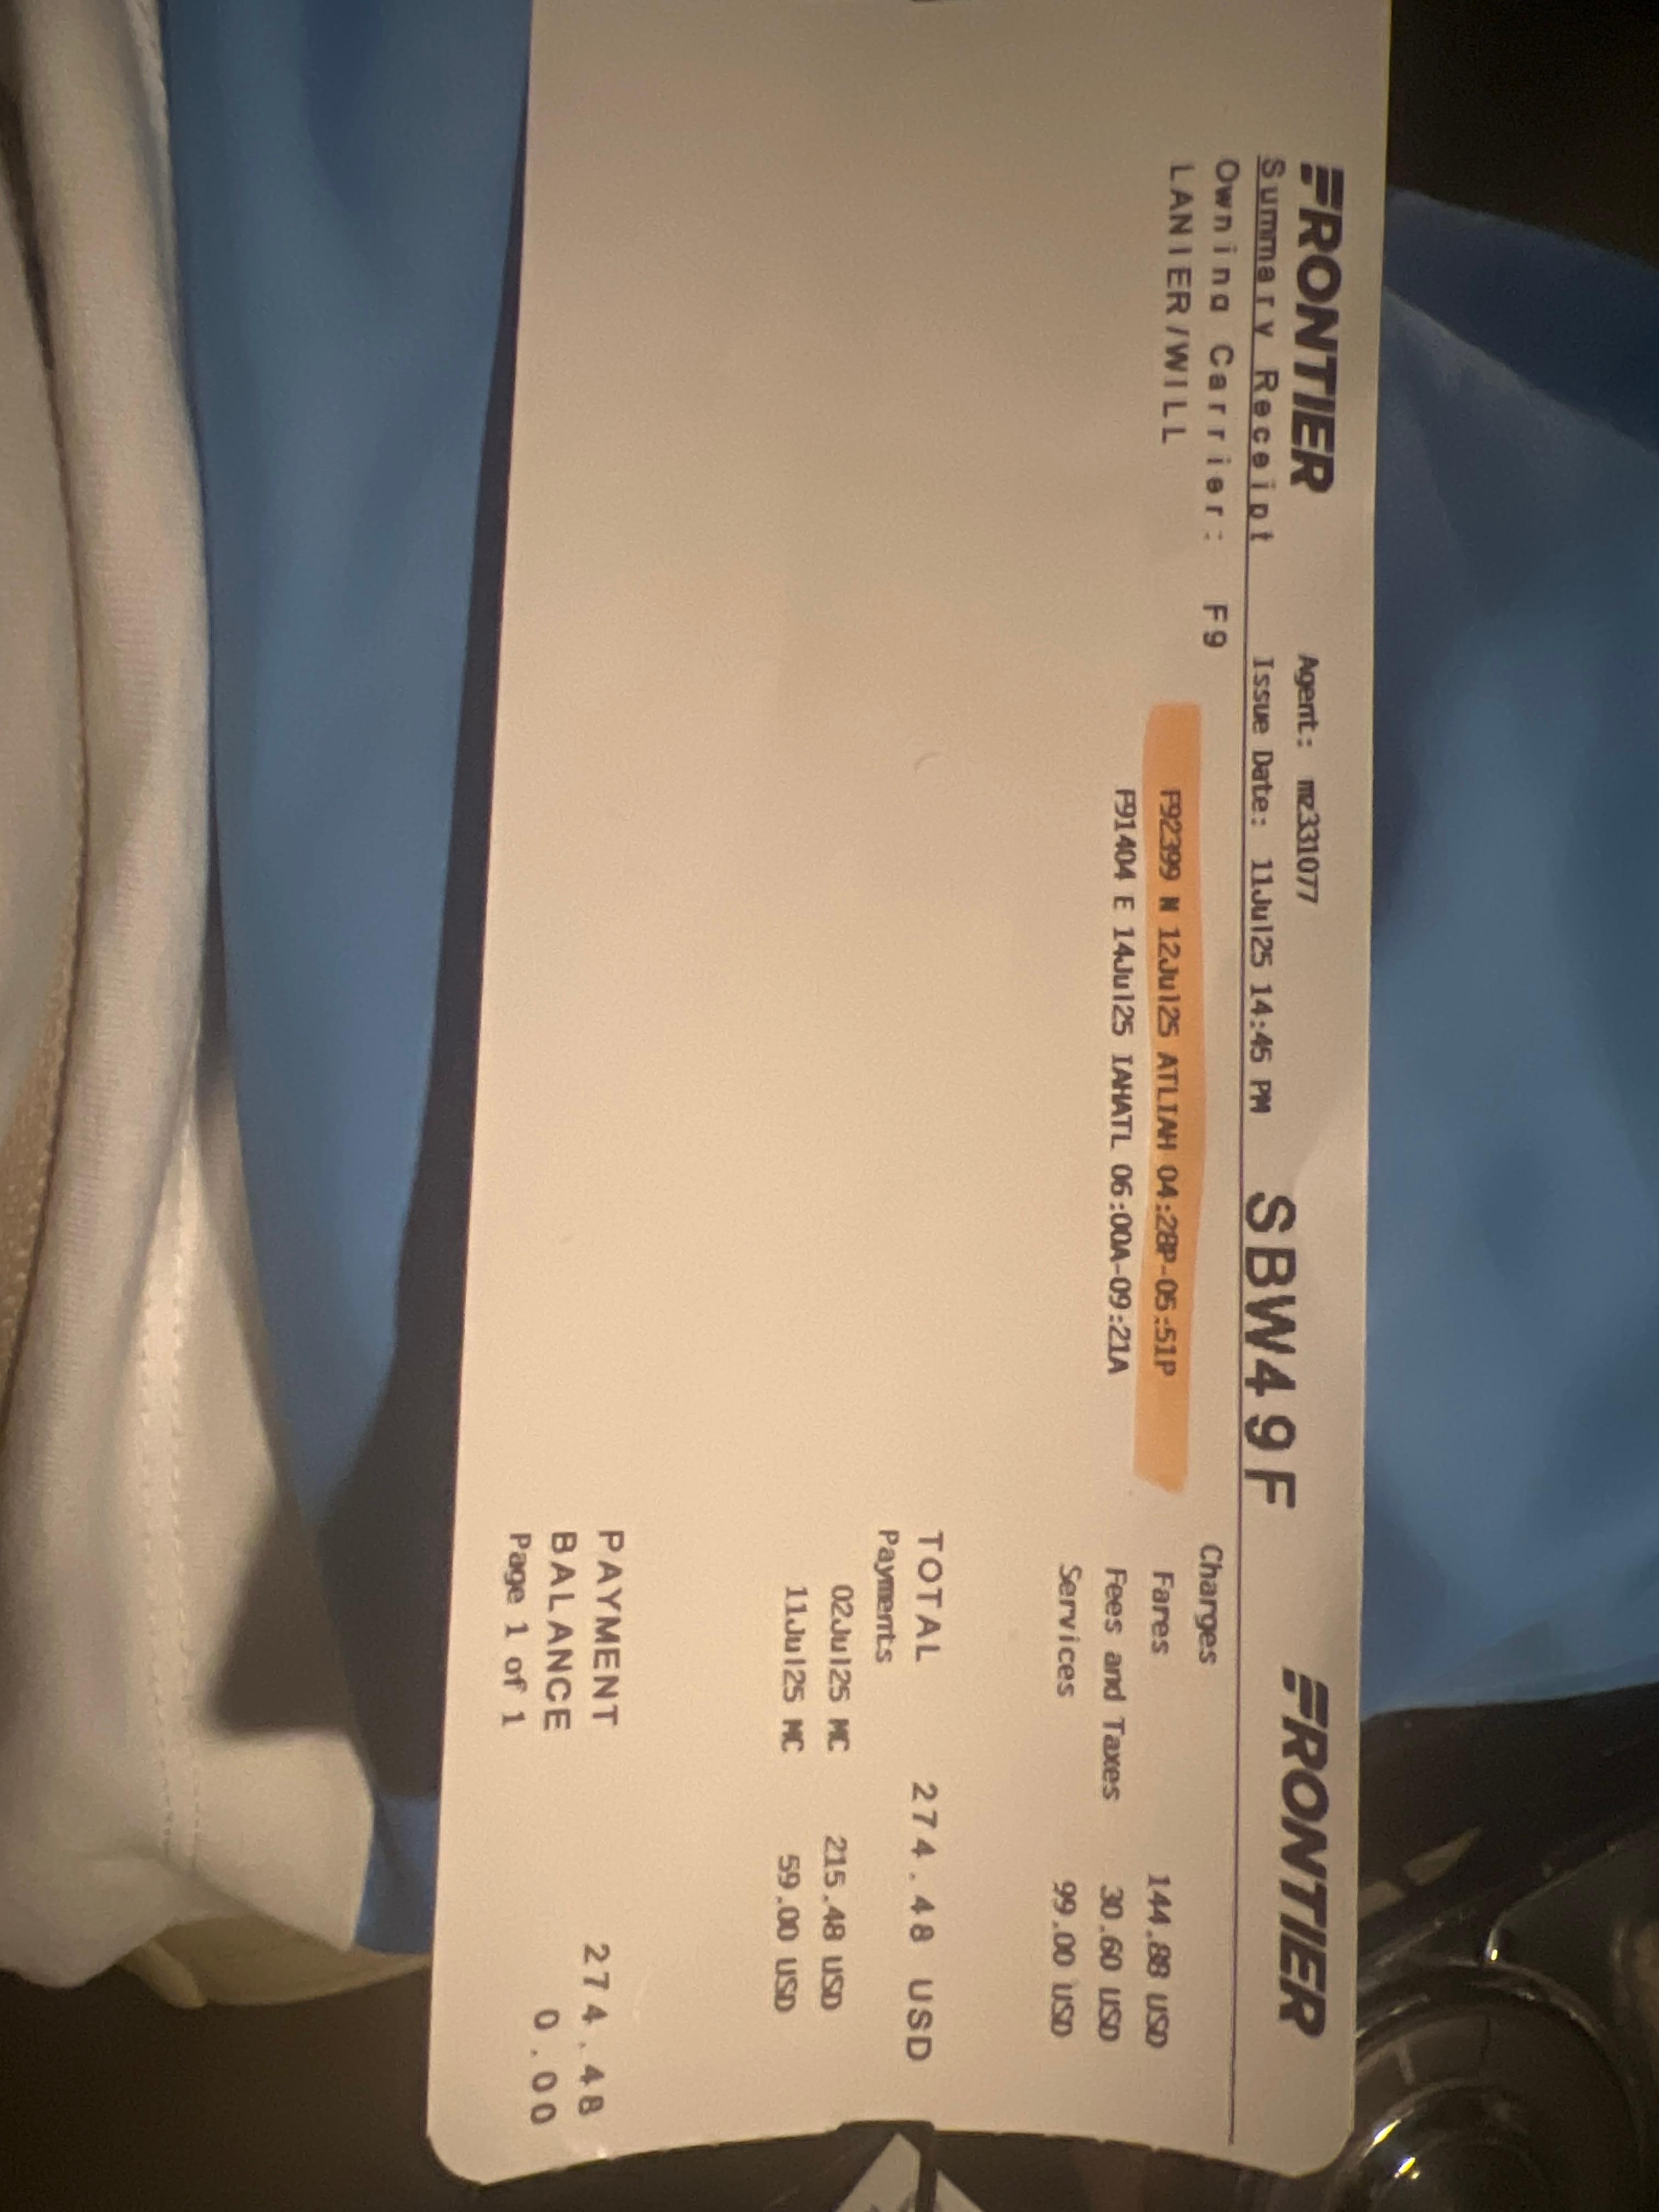 FRONTIER
Agent: mz331077
SBW49F
FRONTIER
Summary Receipt
Issue Date: 11Jul25 14:45 PM
Owning Carrier: F9
LANIER/WILL
F92399 N 12Jul25 ATLIAH 04:28P-05:51P
F91404 E 14Jul25 IAHATL 06:00A-09:21A
Charges
Fares 144.88 USD
Fees and Taxes 30.60 USD
Services 99.00 USD
TOTAL 274.48 USD
Payments
02Jul25 MC 215.48 USD
11Jul25 MC 59.00 USD
PAYMENT 274.48
BALANCE 0.00
Page 1 of 1